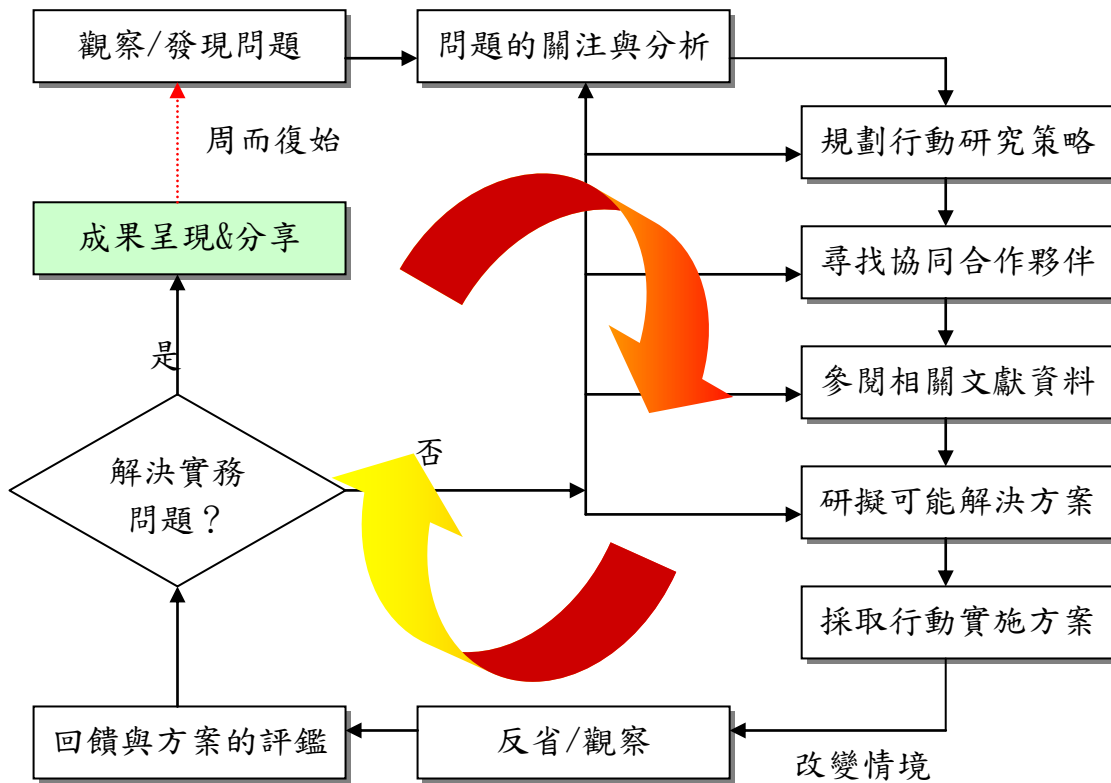 觀察/發現問題
問題的關注與分析
規劃行動研究策略
周而復始
成果呈現&分享
尋找協同合作夥伴
是
參閱相關文獻資料
否
解決實務
問題？
研擬可能解決方案
採取行動實施方案
回饋與方案的評鑑
反省/觀察
改變情境